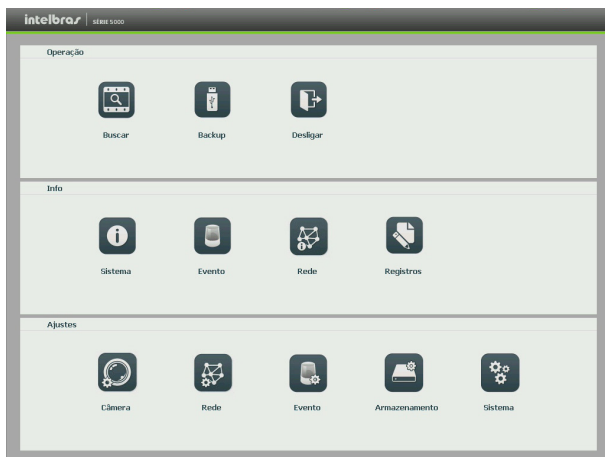 intelbras SÉRIE 5000
Operação
Buscar Backup Desligar
Info
Sistema Evento Rede Registros
Ajustes
Câmera Rede Evento Armazenamento Sistema